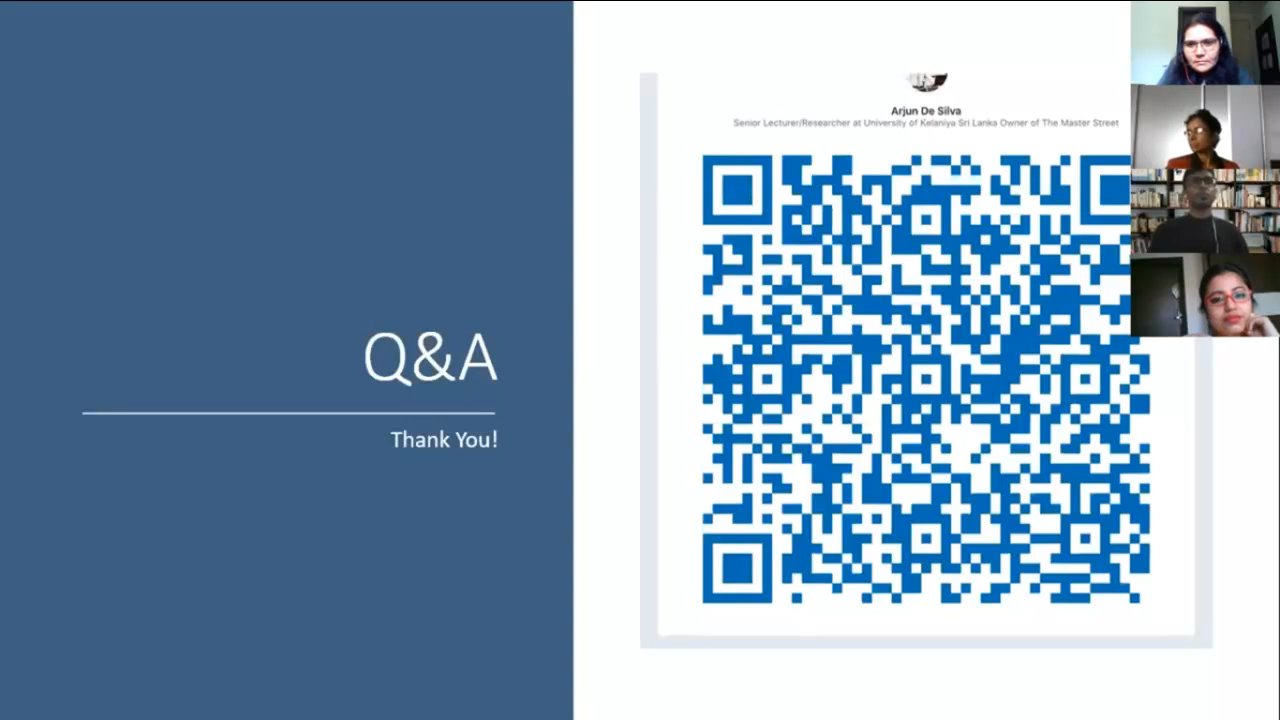 Q&A
Thank You!
Arjun De Silva
Senior Lecturer/Researcher at University of Kelaniya Sri Lanka Owner of The Master Street